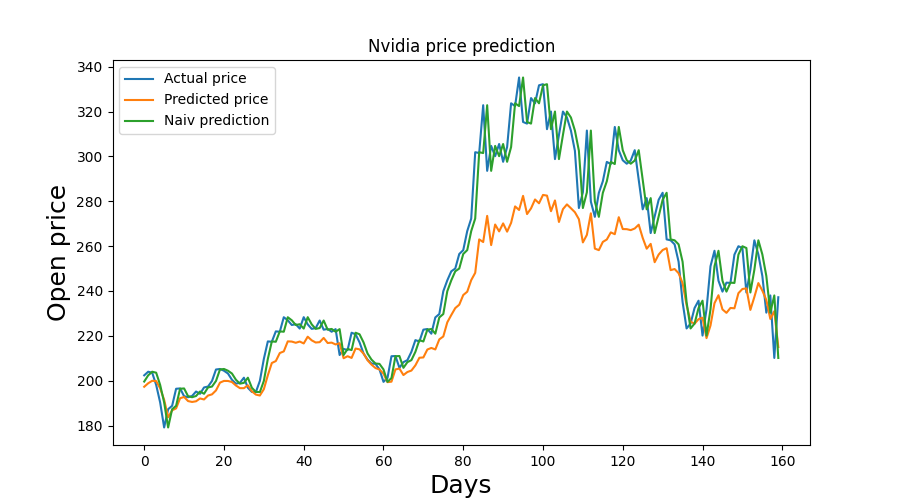 Nvidia price prediction
Actual price
Predicted price
Naiv prediction
Open price
340
320
300
280
260
240
220
200
180
0 20 40 60 80 100 120 140 160
Days